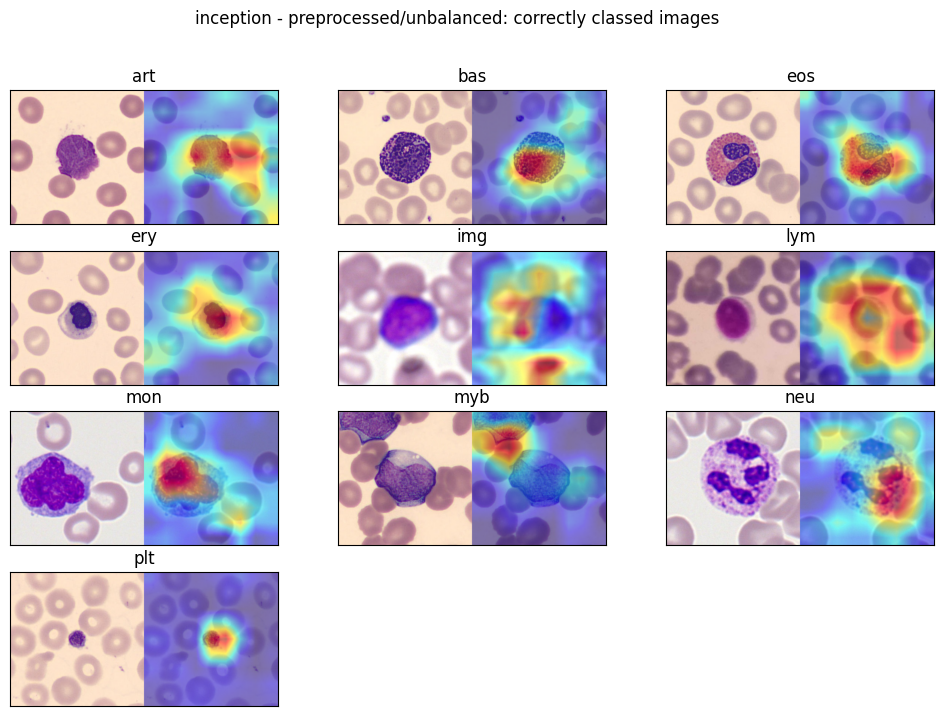 inception - preprocessed/unbalanced: correctly classed images
art
bas
eos
ery
img
lym
mon
myb
neu
plt